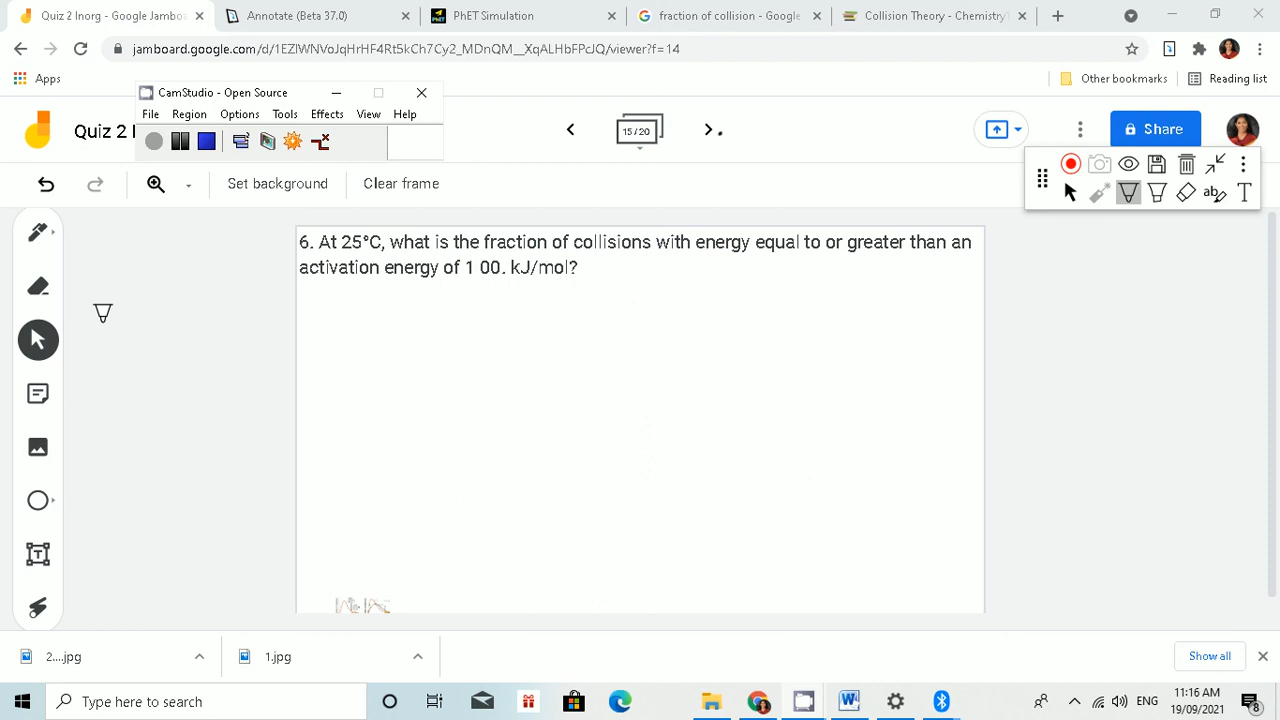 Quiz 2 Inorg - Google Jamboa
Annotate (Beta 37.0)
PhET Simulation
fraction of collision - Google
Collision Theory - Chemistry
jamboard.google.com/d/
/viewer?f=14
Apps
Other bookmarks
Reading list
CamStudio - Open Source
File Region Options Tools Effects View Help
Quiz 2
15 / 20
Share
Set background
Clear frame
T
6. At 25°C, what is the fraction of collisions with energy equal to or greater than an
activation energy of 1 00. kJ/mol?
2....jpg
1.jpg
Show all
Type here to search
ENG
11:16 AM
19/09/2021
8